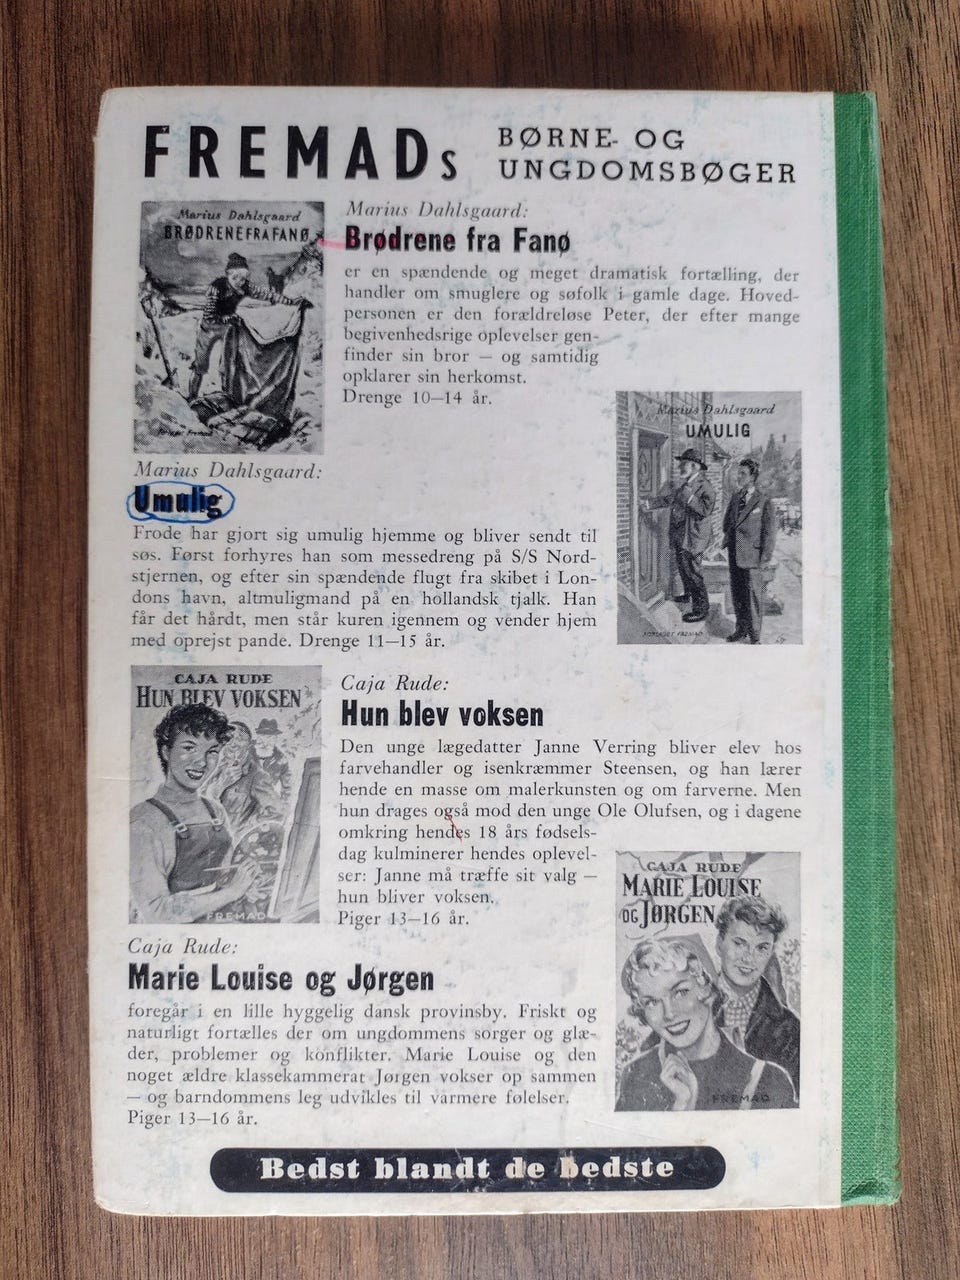 FREMADs BØRNE- OG
UNGDOMSBØGER
Marius Dahlsgaard
BRØDRENE FRA FANØ
Marius Dahlsgaard:
Brødrene fra Fanø
er en spændende og meget dramatisk fortælling, der
handler om smuglere og søfolk i gamle dage. Hoved-
personen er den forældreløse Peter, der efter mange
begivenhedsrige oplevelser gen-
finder sin bror — og samtidig
opklarer sin herkomst.
Drenge 10—14 år.
Marius Dahlsgaard
UMULIG
FORLAGET FREMAD
Marius Dahlsgaard:
Umulig
Frode har gjort sig umulig hjemme og bliver sendt til
søs. Først forhyres han som messedreng på S/S Nord-
stjernen, og efter sin spændende flugt fra skibet i Lon-
dons havn, altmuligmand på en hollandsk tjalk. Han
får det hårdt, men står kuren igennem og vender hjem
med oprejst pande. Drenge 11—15 år.
CAJA RUDE
HUN BLEV VOKSEN
FREMAD
Caja Rude:
Hun blev voksen
Den unge lægedatter Janne Verring bliver elev hos
farvehandler og isenkræmmer Steensen, og han lærer
hende en masse om malerkunsten og om farverne. Men
hun drages også mod den unge Ole Olufsen, og i dagene
omkring hendes 18 års fødsels-
dag kulminerer hendes oplevel-
ser: Janne må træffe sit valg —
hun bliver voksen.
Piger 13—16 år.
CAJA RUDE
MARIE LOUISE
OG JØRGEN
FREMAD
Caja Rude:
Marie Louise og Jørgen
foregår i en lille hyggelig dansk provinsby. Friskt og
naturligt fortælles der om ungdommens sorger og glæ-
der, problemer og konflikter. Marie Louise og den
noget ældre klassekammerat Jørgen vokser op sammen
— og barndommens leg udvikles til varmere følelser.
Piger 13—16 år.
Bedst blandt de bedste